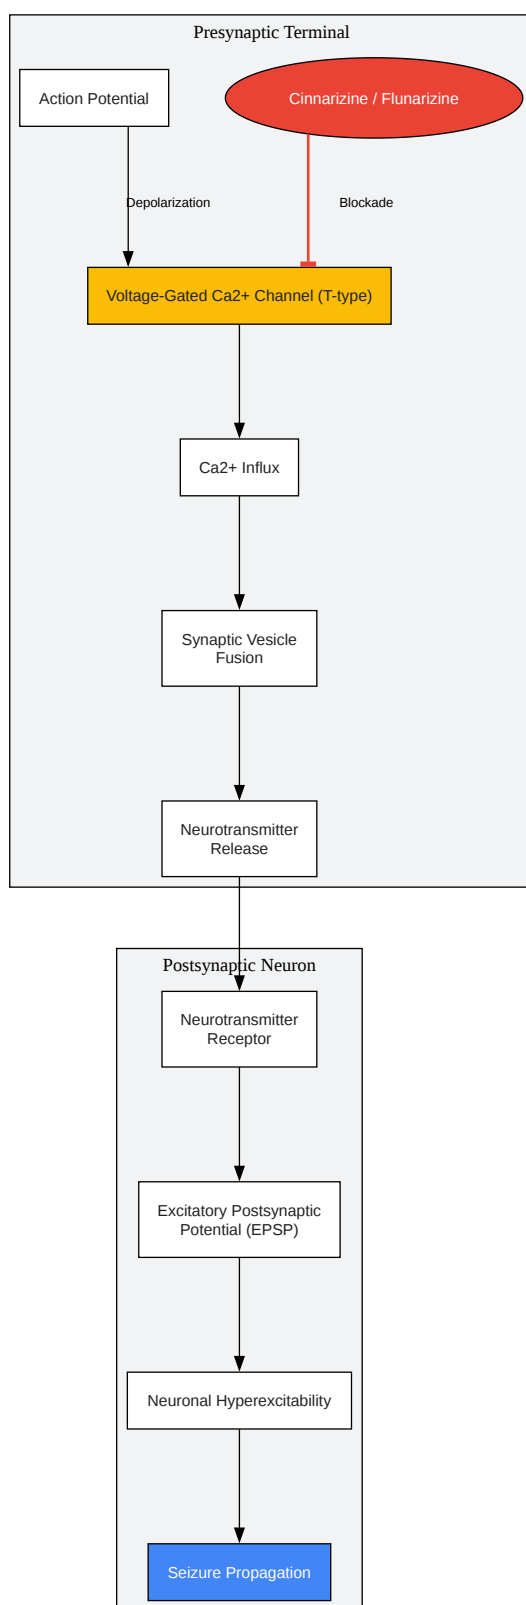 Presynaptic Terminal
Action Potential
Cinnarizine / Flunarizine
Depolarization
Blockade
Voltage-Gated Ca2+ Channel (T-type)
Ca2+ Influx
Synaptic Vesicle
Fusion
Neurotransmitter
Release
Postsynaptic Neuron
Neurotransmitter
Receptor
Excitatory Postsynaptic
Potential (EPSP)
Neuronal Hyperexcitability
Seizure Propagation